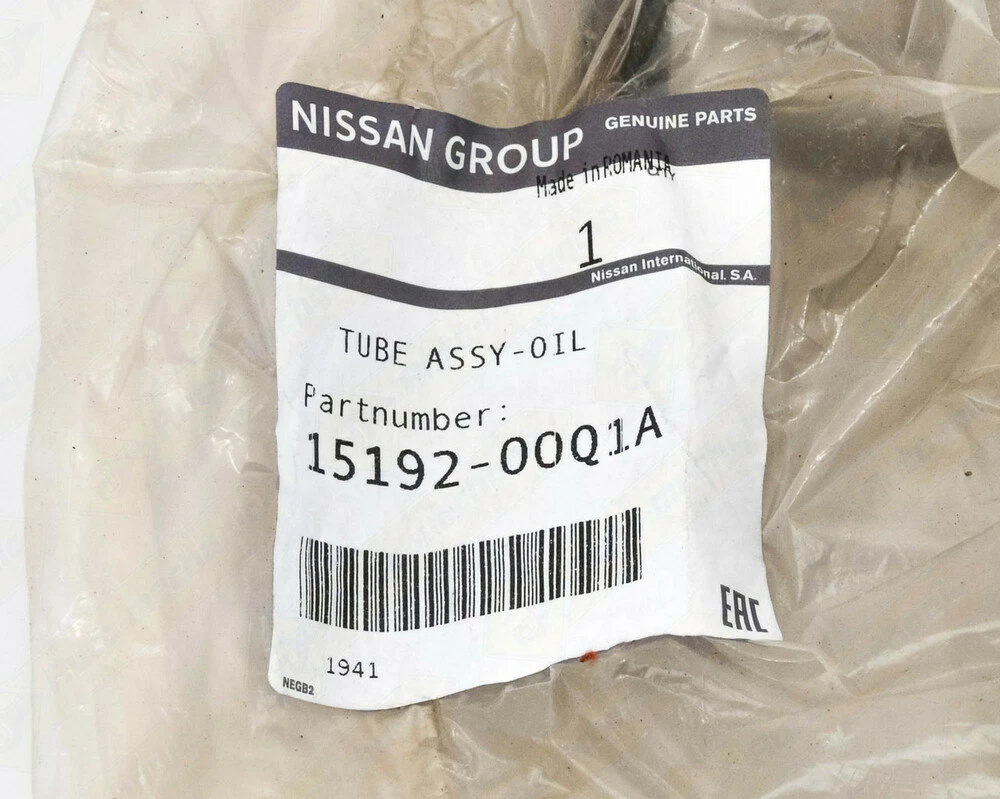 NISSAN GROUP GENUINE PARTS
Made in ROMANIA
1
Nissan International. S.A.
TUBE ASSY-OIL
Partnumber:
15192-00Q1A
1941
EAC
NEGB2